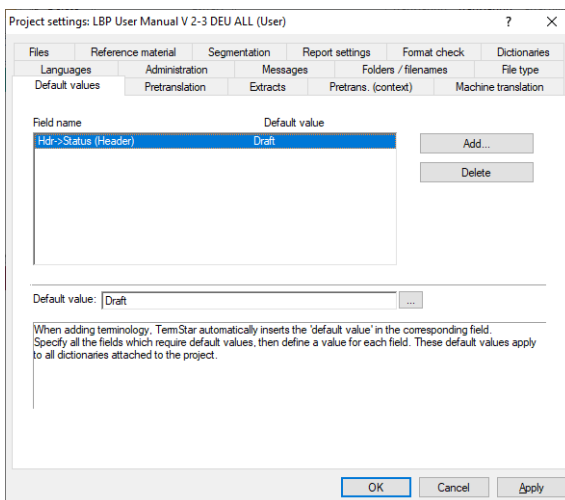 Project settings: LBP User Manual V 2-3 DEU ALL (User)
? X
Files Reference material Segmentation Report settings Format check Dictionaries
Languages Administration Messages Folders / filenames File type
Default values Pretranslation Extracts Pretrans. (context) Machine translation
Field name Default value
Hdr->Status (Header) Draft
Add...
Delete
Default value: Draft ...
When adding terminology, TermStar automatically inserts the 'default value' in the corresponding field.
Specify all the fields which require default values, then define a value for each field. These default values apply
to all dictionaries attached to the project.
OK Cancel Apply